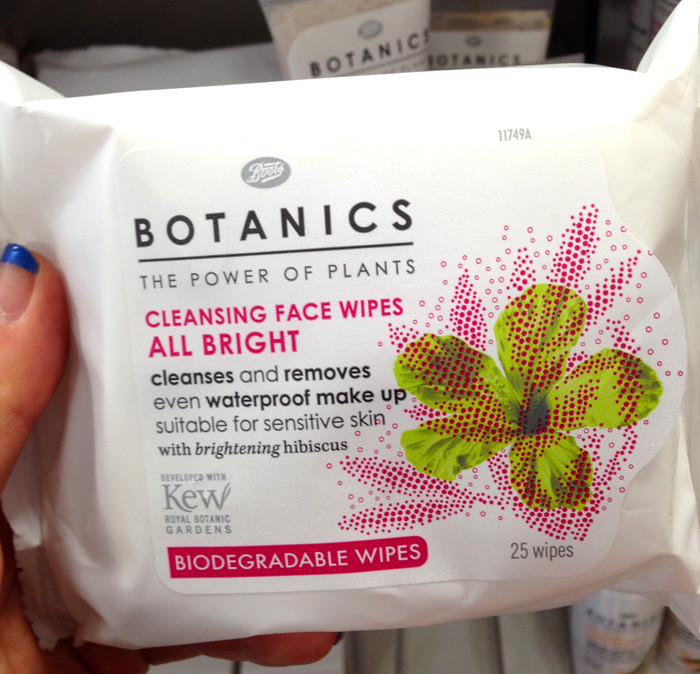 BOTANICS
BOTANICS
11749A
Boots
BOTANICS
THE POWER OF PLANTS
CLEANSING FACE WIPES
ALL BRIGHT
cleanses and removes
even waterproof make up
suitable for sensitive skin
with brightening hibiscus
DEVELOPED WITH
Kew
ROYAL BOTANIC
GARDENS
BIODEGRADABLE WIPES
25 wipes
BOTANICS